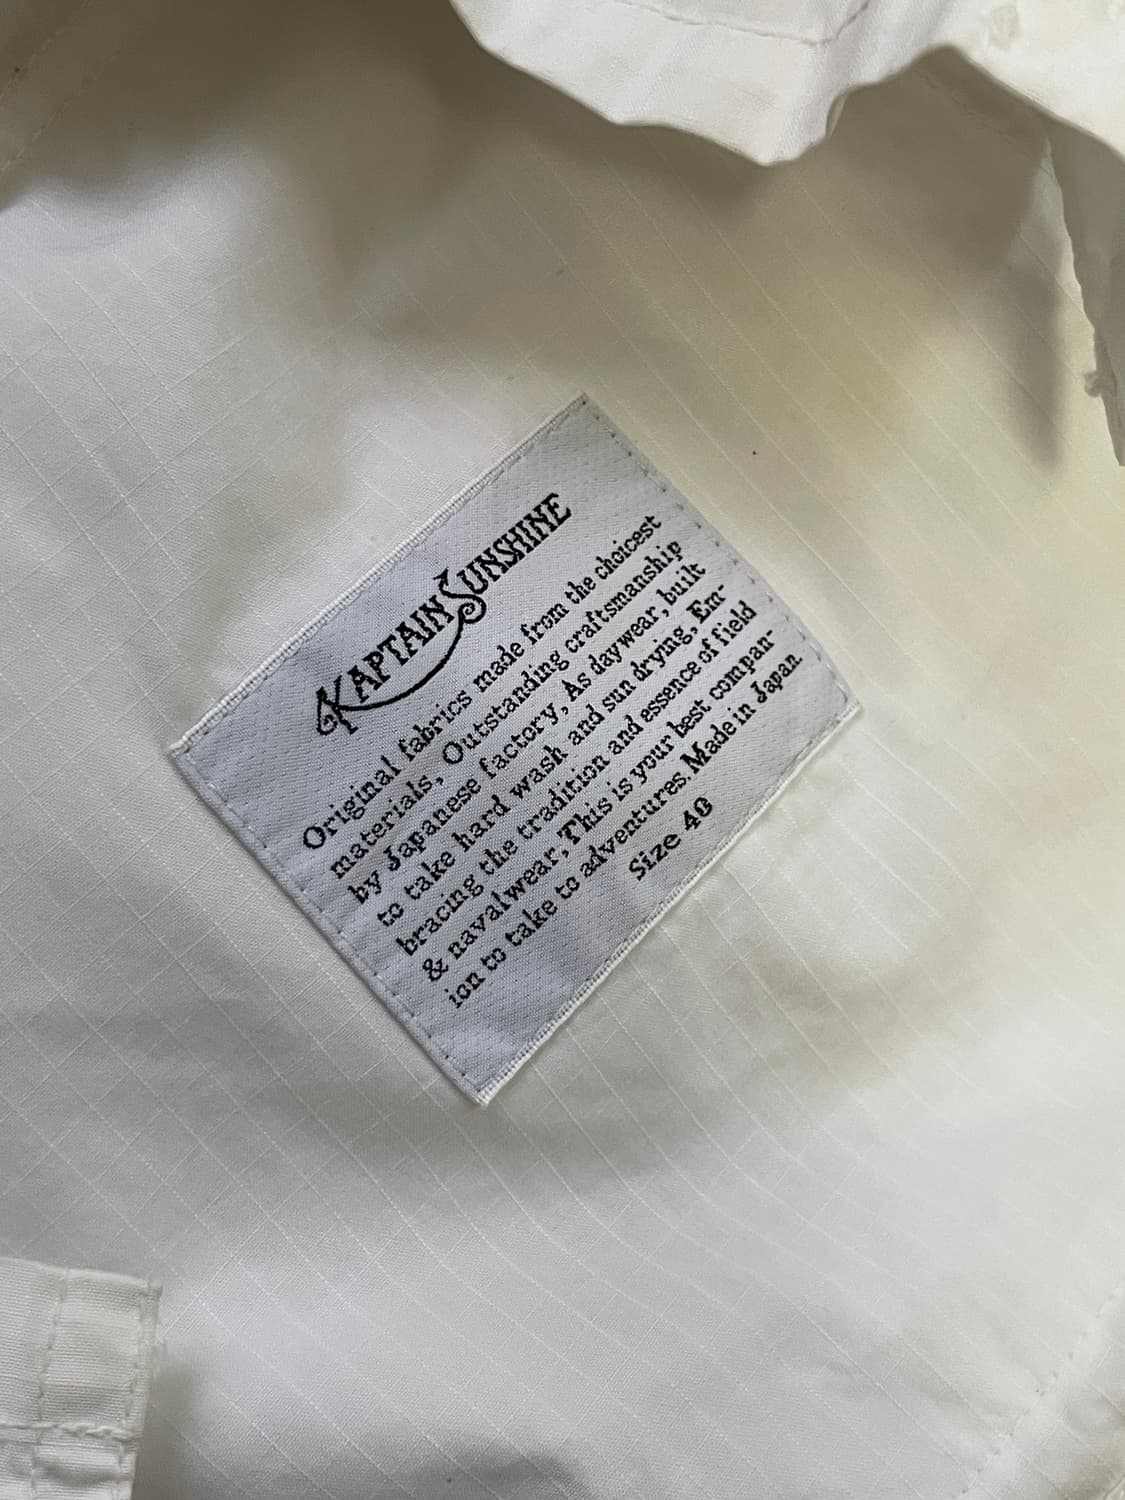 KAPTAIN SUNSHINE
Original fabrics made from the choicest
materials, Outstanding craftsmanship
by Japanese factory, As daywear, built
to take hard wash and sun drying, Em-
bracing the tradition and essence of field
& navalwear, This is your best compan-
ion to take to adventures. Made in Japan.
Size 40